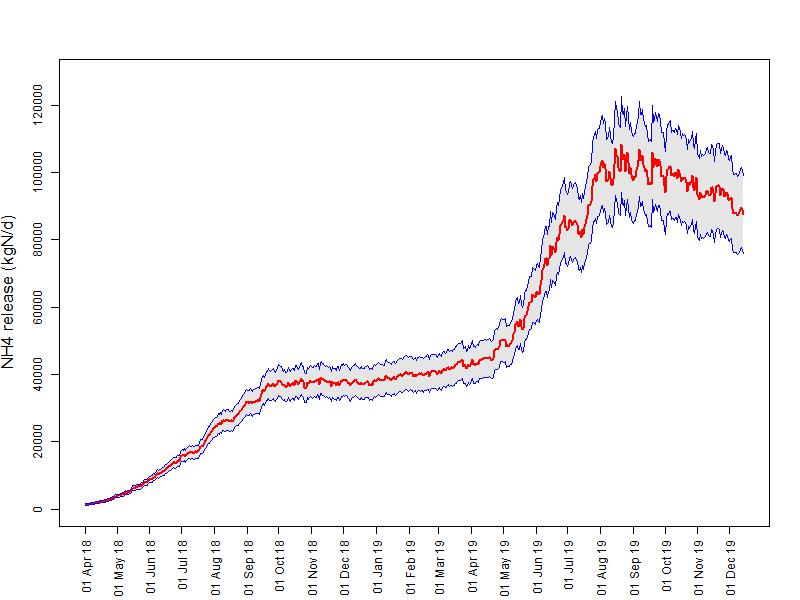 NH4 release (kgN/d)
120000
100000
80000
60000
40000
20000
0
01 Apr 18
01 May 18
01 Jun 18
01 Jul 18
01 Aug 18
01 Sep 18
01 Oct 18
01 Nov 18
01 Dec 18
01 Jan 19
01 Feb 19
01 Mar 19
01 Apr 19
01 May 19
01 Jun 19
01 Jul 19
01 Aug 19
01 Sep 19
01 Oct 19
01 Nov 19
01 Dec 19